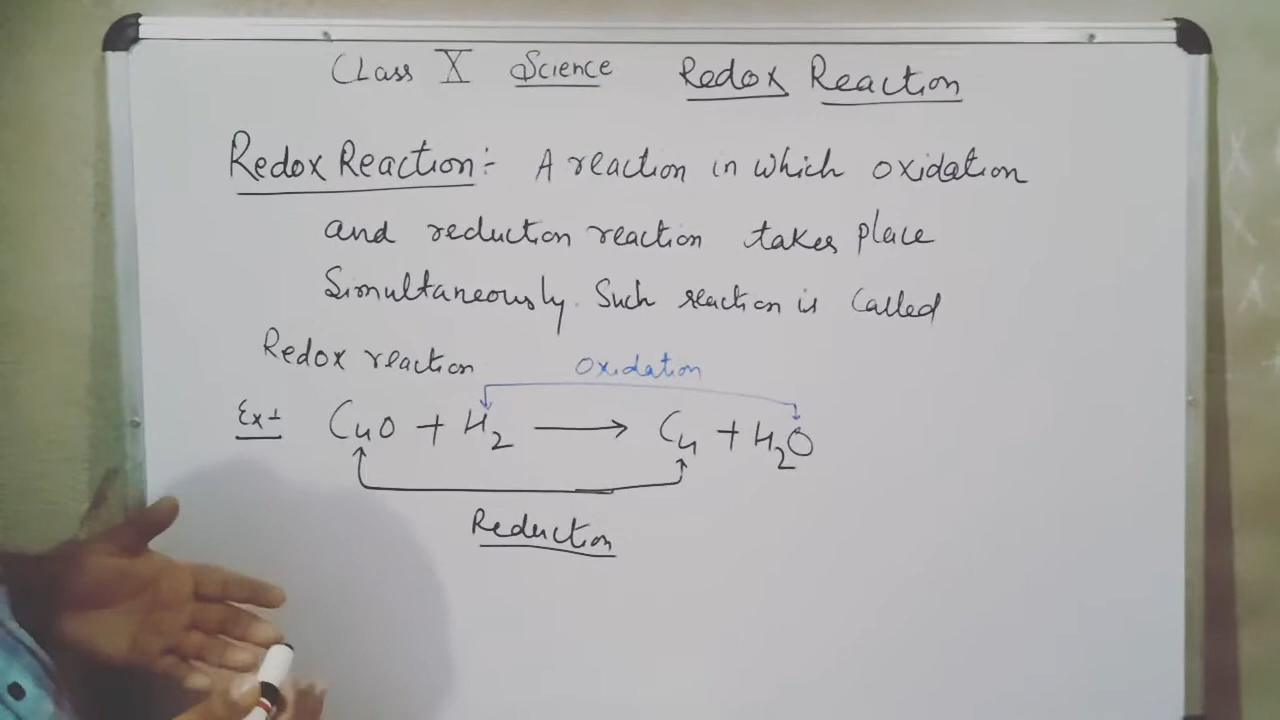 Class X Science Redox Reaction
Redox Reaction:- A reaction in which oxidation
and reduction reaction takes place
Simultaneously. Such reaction is Called
Redox reaction
Oxidation
Ex:- CuO + H₂ ⟶ Cu + H₂O
Reduction